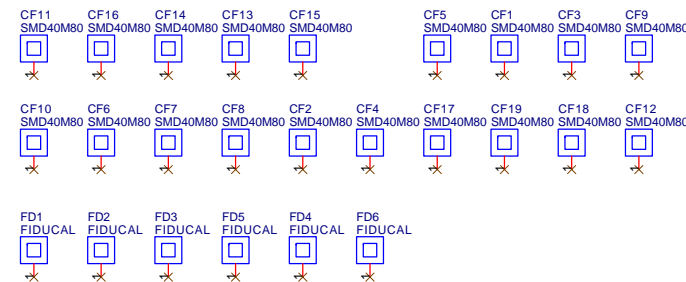 CF11 CF16 CF14 CF13 CF15 CF5 CF1 CF3 CF9
SMD40M80 SMD40M80 SMD40M80 SMD40M80 SMD40M80 SMD40M80 SMD40M80 SMD40M80 SMD40M80
CF10 CF6 CF7 CF8 CF2 CF4 CF17 CF19 CF18 CF12
SMD40M80 SMD40M80 SMD40M80 SMD40M80 SMD40M80 SMD40M80 SMD40M80 SMD40M80 SMD40M80 SMD40M80
FD1 FD2 FD3 FD5 FD4 FD6
FIDUCAL FIDUCAL FIDUCAL FIDUCAL FIDUCAL FIDUCAL